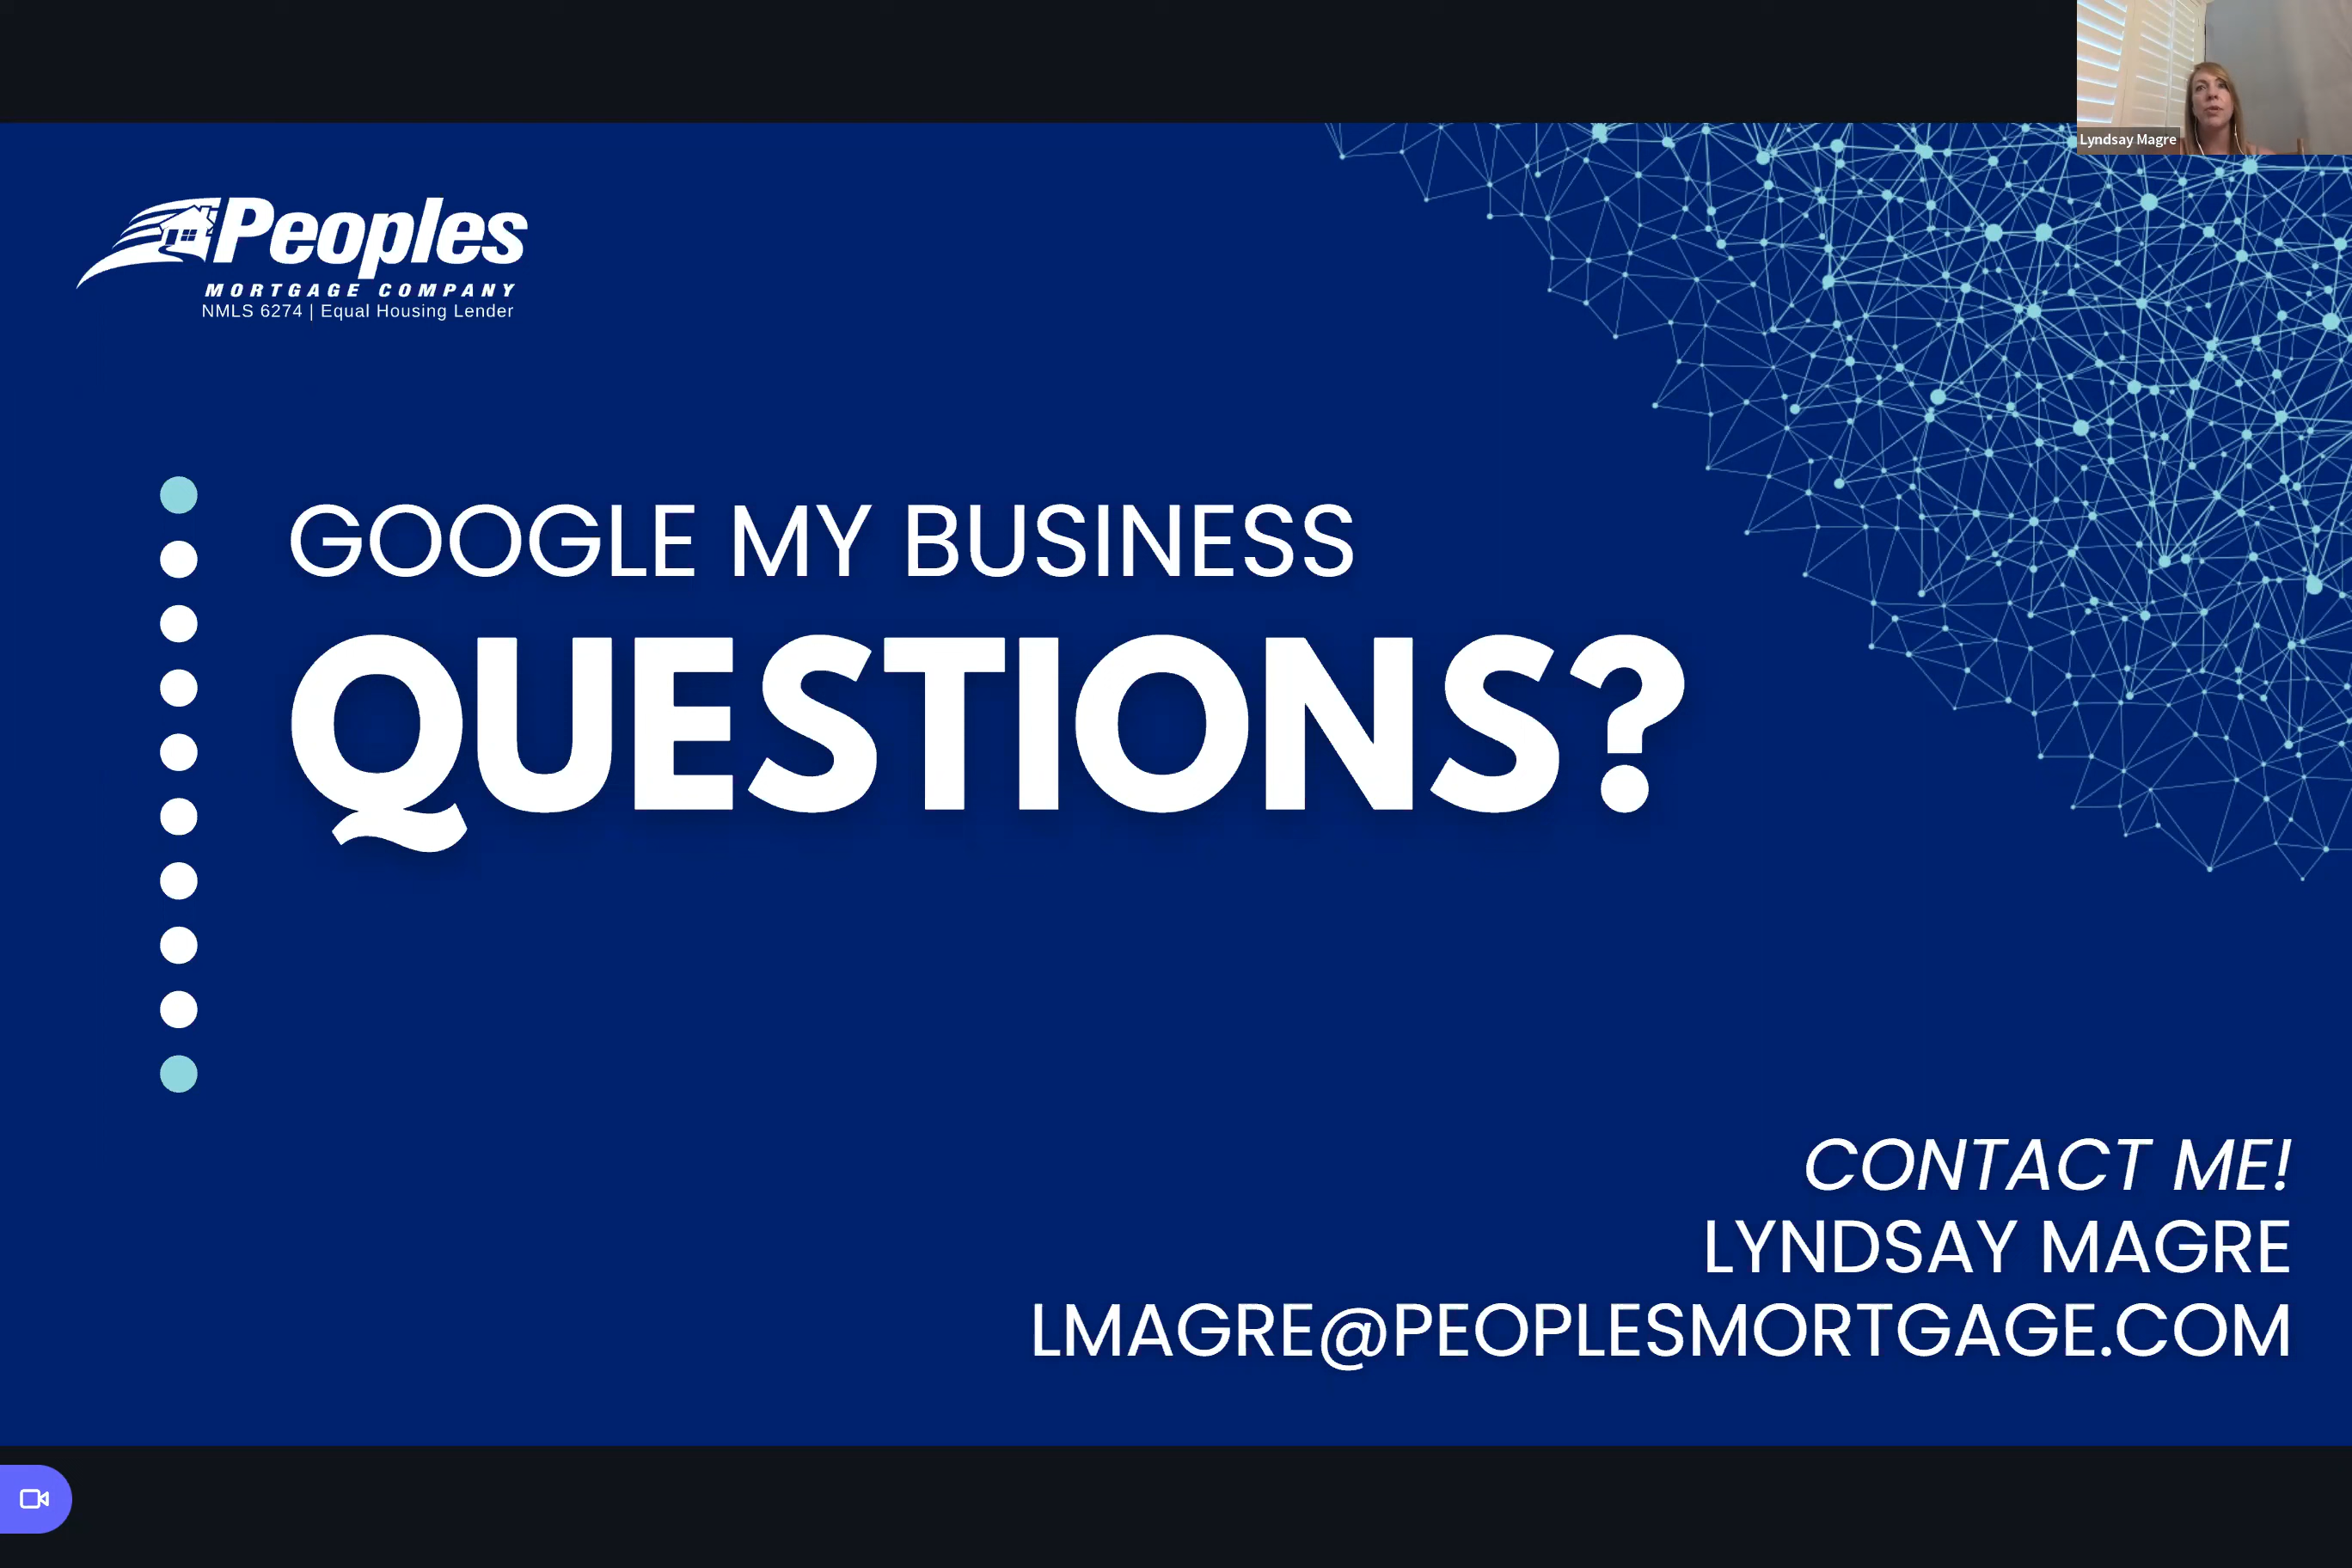 Lyndsay Magre
Peoples
MORTGAGE COMPANY
NMLS 6274 | Equal Housing Lender
GOOGLE MY BUSINESS
QUESTIONS?
CONTACT ME!
LYNDSAY MAGRE
LMAGRE@PEOPLESMORTGAGE.COM